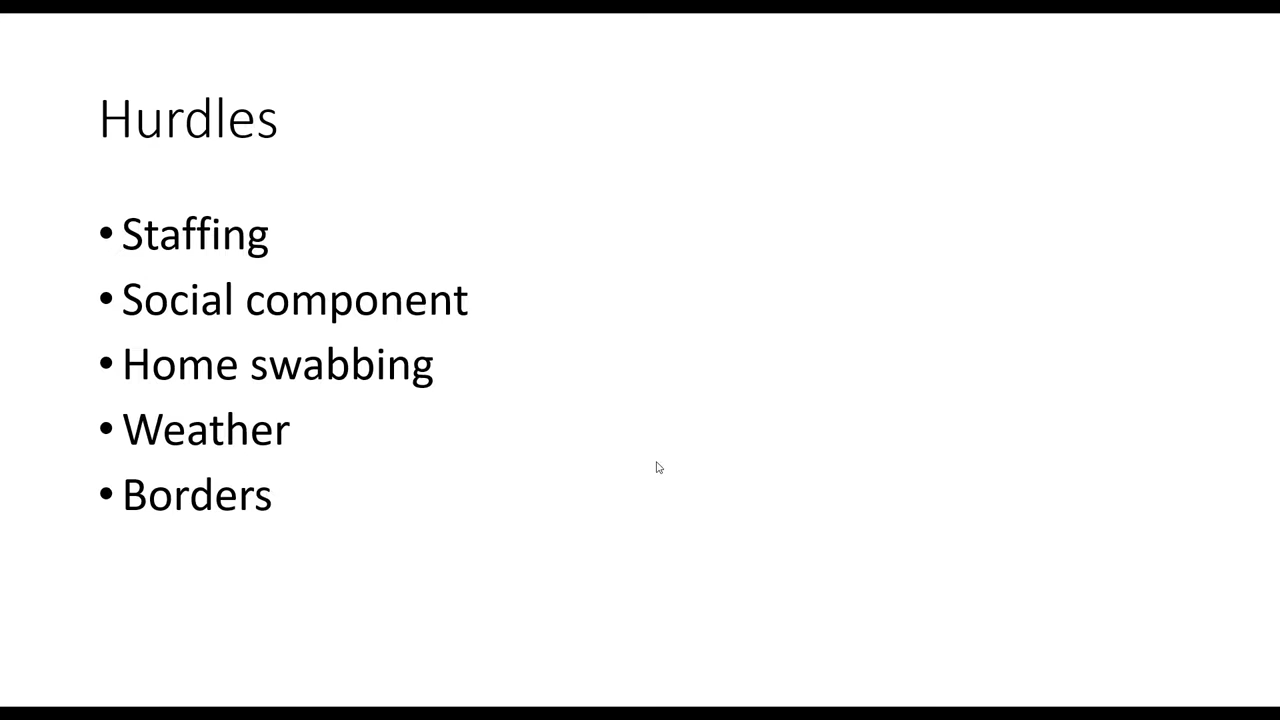 Hurdles
• Staffing
• Social component
• Home swabbing
• Weather
• Borders